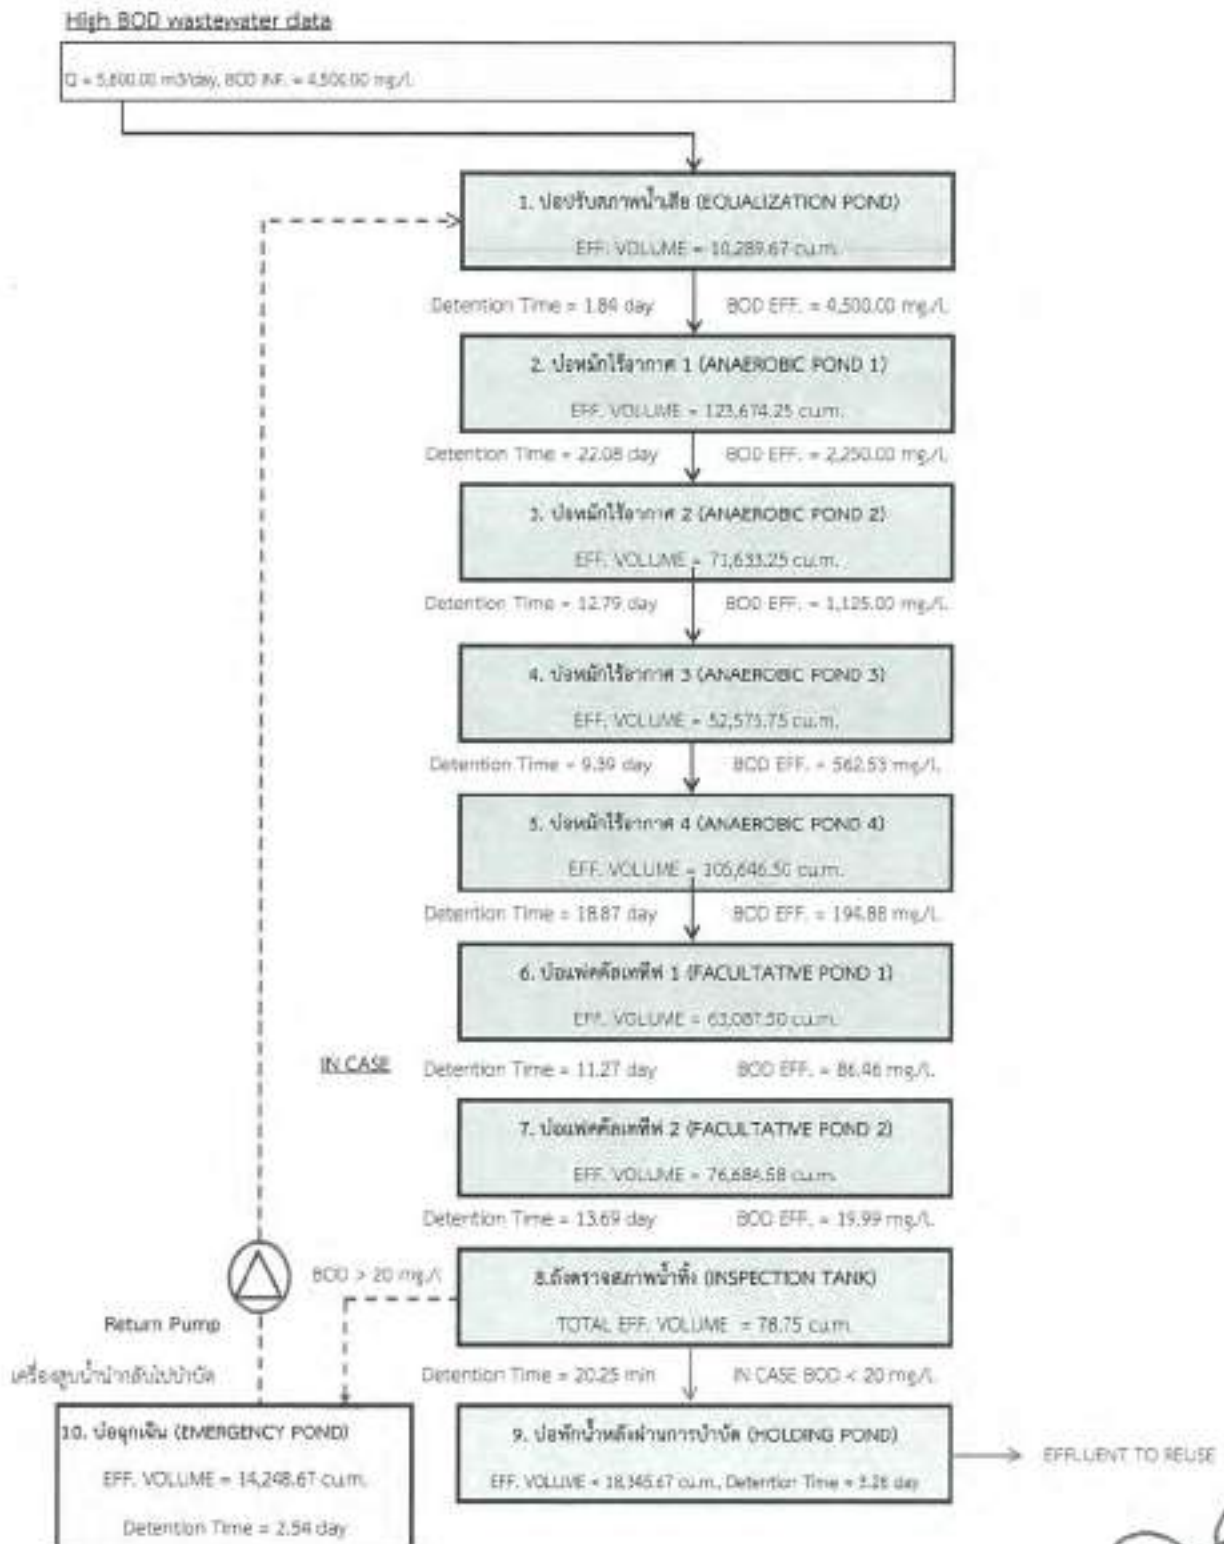 High BOD wastewater data
Q = 5,600.00 m3/day, BOD INF. = 4,500.00 mg/l.
1. บ่อปรับสภาพน้ำเสีย (EQUALIZATION POND)
EFF. VOLUME = 10,289.67 cu.m.
Detention Time = 1.84 day BOD EFF. = 4,500.00 mg/l.
2. บ่อหมักไร้อากาศ 1 (ANAEROBIC POND 1)
EFF. VOLUME = 123,674.25 cu.m.
Detention Time = 22.08 day BOD EFF. = 2,250.00 mg/l.
3. บ่อหมักไร้อากาศ 2 (ANAEROBIC POND 2)
EFF. VOLUME = 71,633.25 cu.m.
Detention Time = 12.79 day BOD EFF. = 1,125.00 mg/l.
4. บ่อหมักไร้อากาศ 3 (ANAEROBIC POND 3)
EFF. VOLUME = 52,573.75 cu.m.
Detention Time = 9.39 day BOD EFF. = 562.53 mg/l.
5. บ่อหมักไร้อากาศ 4 (ANAEROBIC POND 4)
EFF. VOLUME = 105,646.50 cu.m.
Detention Time = 18.87 day BOD EFF. = 194.88 mg/l.
6. บ่อแฟคคัลเททีฟ 1 (FACULTATIVE POND 1)
EFF. VOLUME = 63,087.50 cu.m.
IN CASE Detention Time = 11.27 day BOD EFF. = 86.46 mg/l.
7. บ่อแฟคคัลเททีฟ 2 (FACULTATIVE POND 2)
EFF. VOLUME = 76,684.58 cu.m.
Detention Time = 13.69 day BOD EFF. = 19.99 mg/l.
BOD > 20 mg./l
8.ถังตรวจสภาพน้ำทิ้ง (INSPECTION TANK)
TOTAL EFF. VOLUME = 78.75 cu.m.
Return Pump
เครื่องสูบน้ำนำกลับไปบำบัด
Detention Time = 20.25 min IN CASE BOD < 20 mg/l.
10. บ่อฉุกเฉิน (EMERGENCY POND)
EFF. VOLUME = 14,248.67 cu.m.
Detention Time = 2.54 day
9. บ่อพักน้ำหลังผ่านการบำบัด (HOLDING POND)
EFF. VOLUME = 18,345.67 cu.m., Detention Time = 3.28 day
EFFLUENT TO REUSE